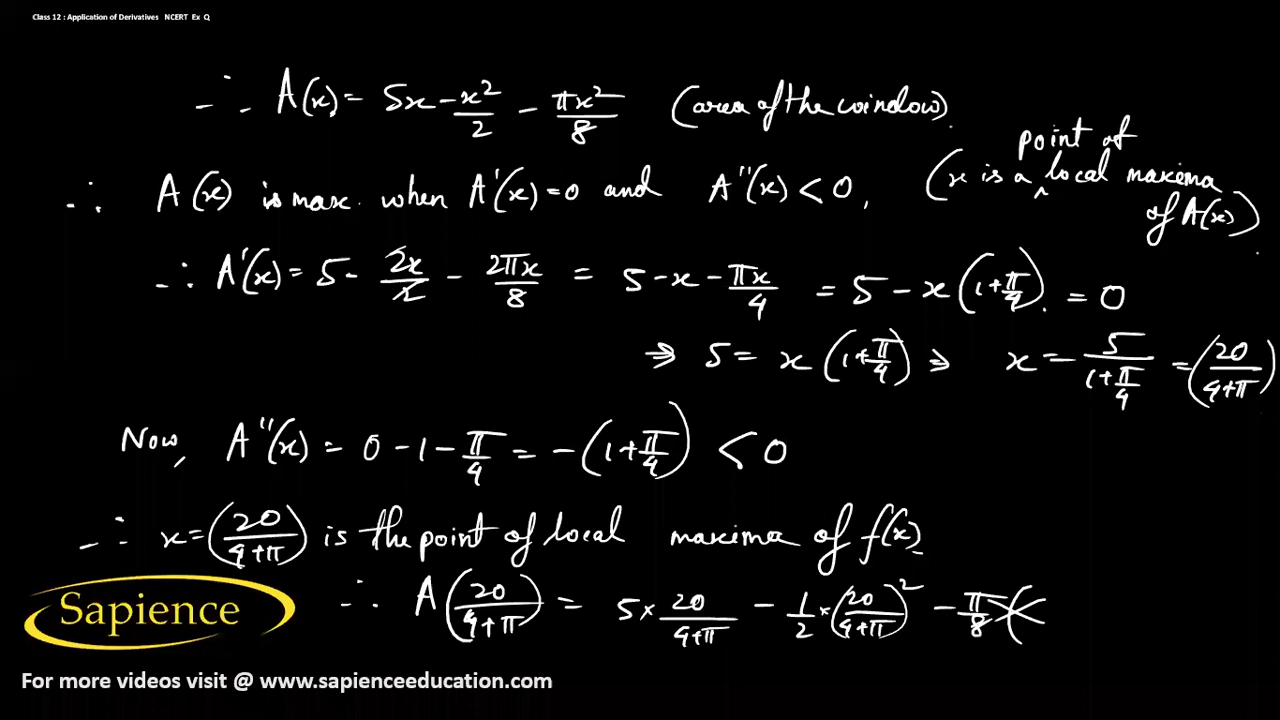 Class 12 : Application of Derivatives NCERT Ex Q
∴ A(x) = 5x - x²/2 - πx²/8 (area of the window).
∴ A(x) is max. when A'(x) = 0 and A''(x) < 0, (x is a point of local maxima
of A(x))
∴ A'(x) = 5 - 2x/2 - 2πx/8 = 5 - x - πx/4 = 5 - x(1+π/4) = 0
⇒ 5 = x(1+π/4) ⇒ x = 5/(1+π/4) = (20/(4+π))
Now, A''(x) = 0 - 1 - π/4 = -(1+π/4) < 0
∴ x = (20/(4+π)) is the point of local maxima of f(x)
∴ A(20/(4+π)) = 5 × 20/(4+π) - 1/2 × (20/(4+π))² - π/8 × (
Sapience
For more videos visit @ www.sapienceeducation.com